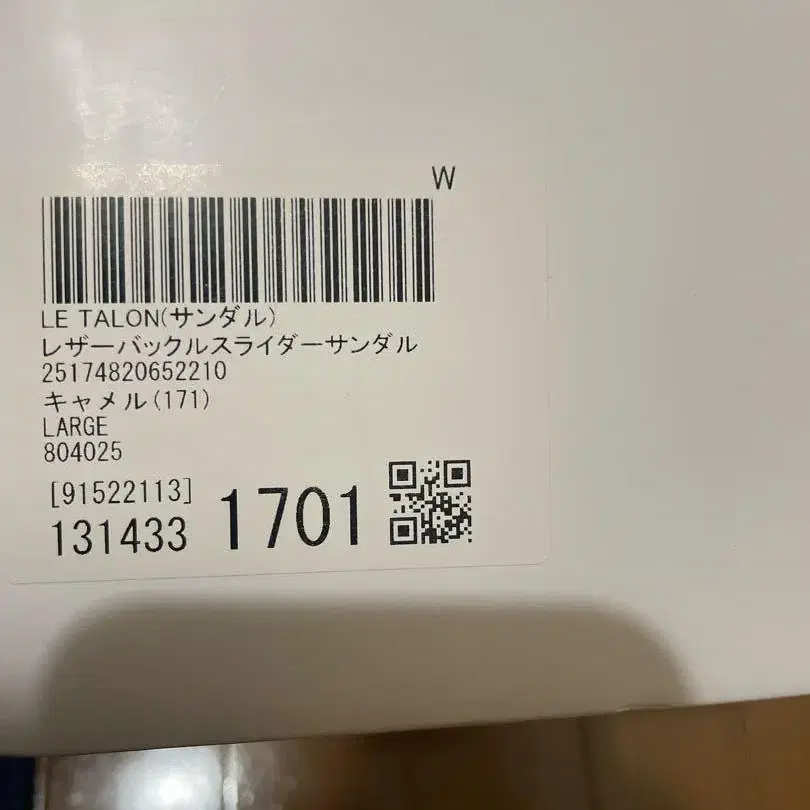 W
LE TALON(サンダル)
レザーバックルスライダーサンダル
25174820652210
キャメル(171)
LARGE
804025
[91522113]
131433 1701